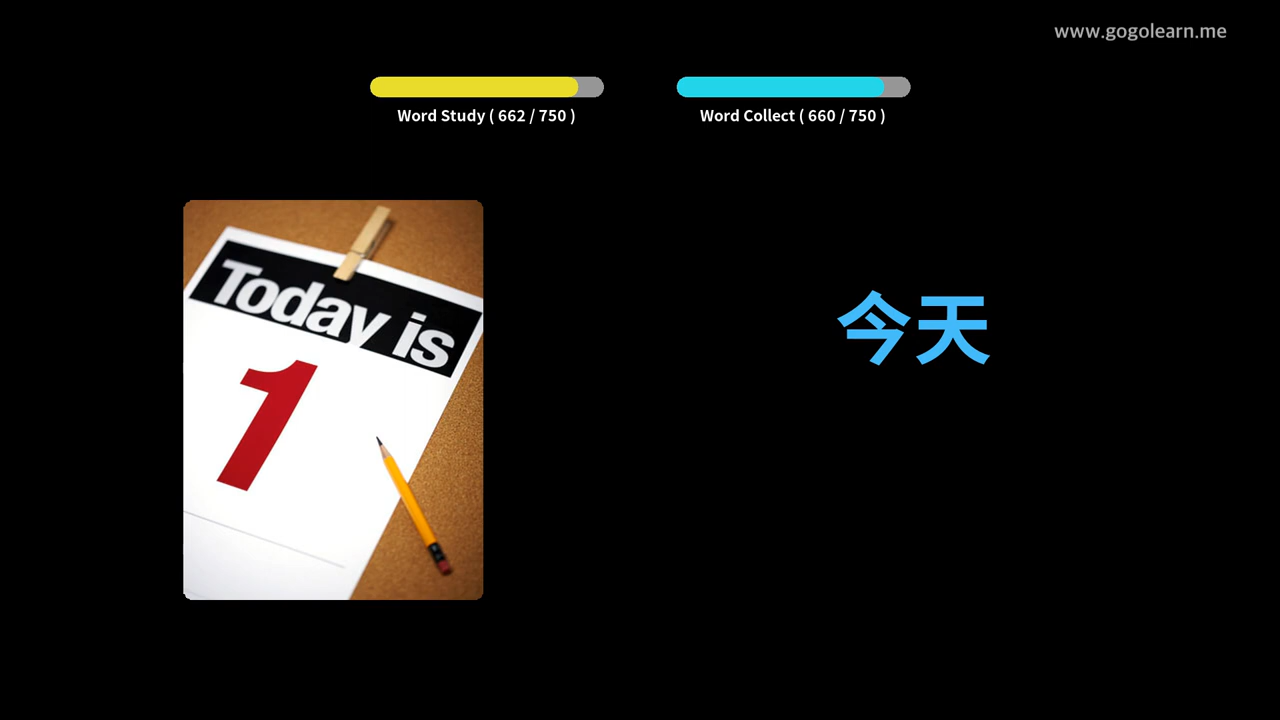 www.gogolearn.me
Word Study ( 662 / 750 )
Word Collect ( 660 / 750 )
Today is
1
今天